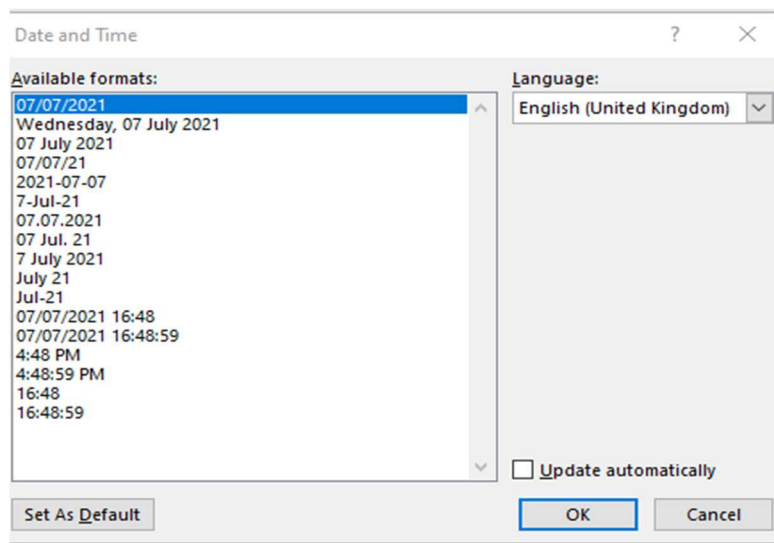 Date and Time
?
Available formats:
07/07/2021
Wednesday, 07 July 2021
07 July 2021
07/07/21
2021-07-07
7-Jul-21
07.07.2021
07 Jul. 21
7 July 2021
July 21
Jul-21
07/07/2021 16:48
07/07/2021 16:48:59
4:48 PM
4:48:59 PM
16:48
16:48:59
Language:
English (United Kingdom)
Update automatically
Set As Default
OK
Cancel